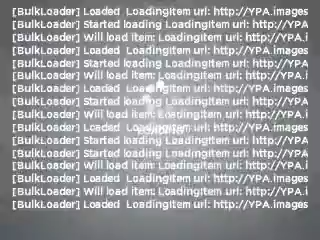 [BulkLoader] Loaded LoadingItem url: http://YPA.images
[BulkLoader] Started loading LoadingItem url: http://YPA
[BulkLoader] Will load item: LoadingItem url: http://YPA.i
[BulkLoader] Loaded LoadingItem url: http://YPA.images
[BulkLoader] Started loading LoadingItem url: http://YPA
[BulkLoader] Will load item: LoadingItem url: http://YPA.i
[BulkLoader] Loaded LoadingItem url: http://YPA.images
[BulkLoader] Started loading LoadingItem url: http://YPA
[BulkLoader] Will load item: LoadingItem url: http://YPA.i
[BulkLoader] Loaded LoadingItem url: http://YPA.images
[BulkLoader] Started loading LoadingItem url: http://YPA
[BulkLoader] Started loading LoadingItem url: http://YPA
[BulkLoader] Will load item: LoadingItem url: http://YPA.i
[BulkLoader] Loaded LoadingItem url: http://YPA.images
[BulkLoader] Will load item: LoadingItem url: http://YPA.i
[BulkLoader] Loaded LoadingItem url: http://YPA.images